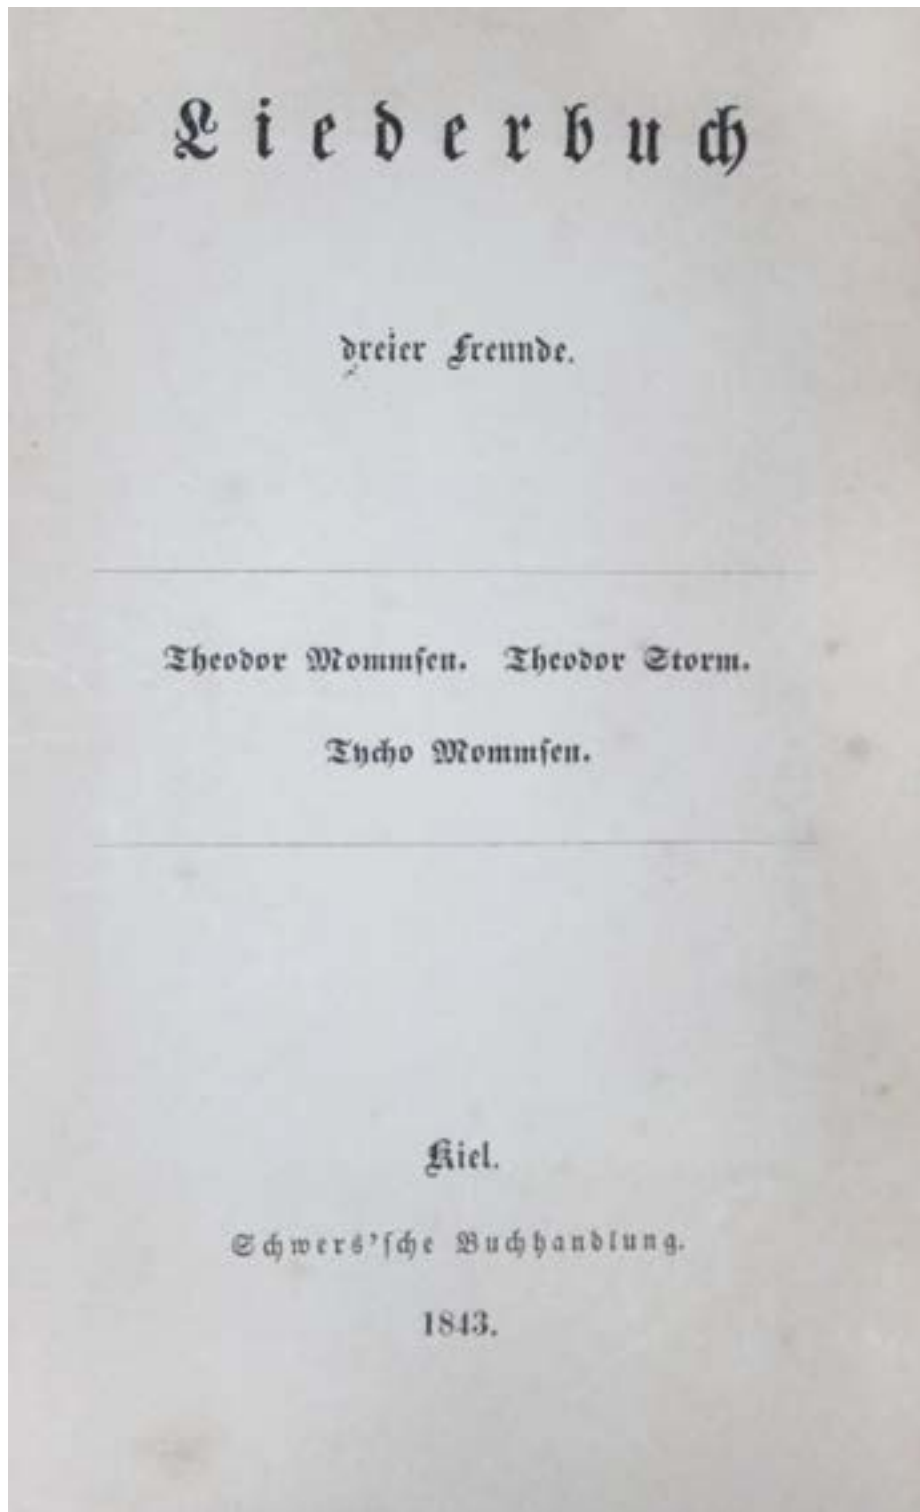 Liederbuch
dreier Freunde.
Theodor Mommsen. Theodor Storm.
Tycho Mommsen.
Kiel.
Schwers'sche Buchhandlung.
1843.